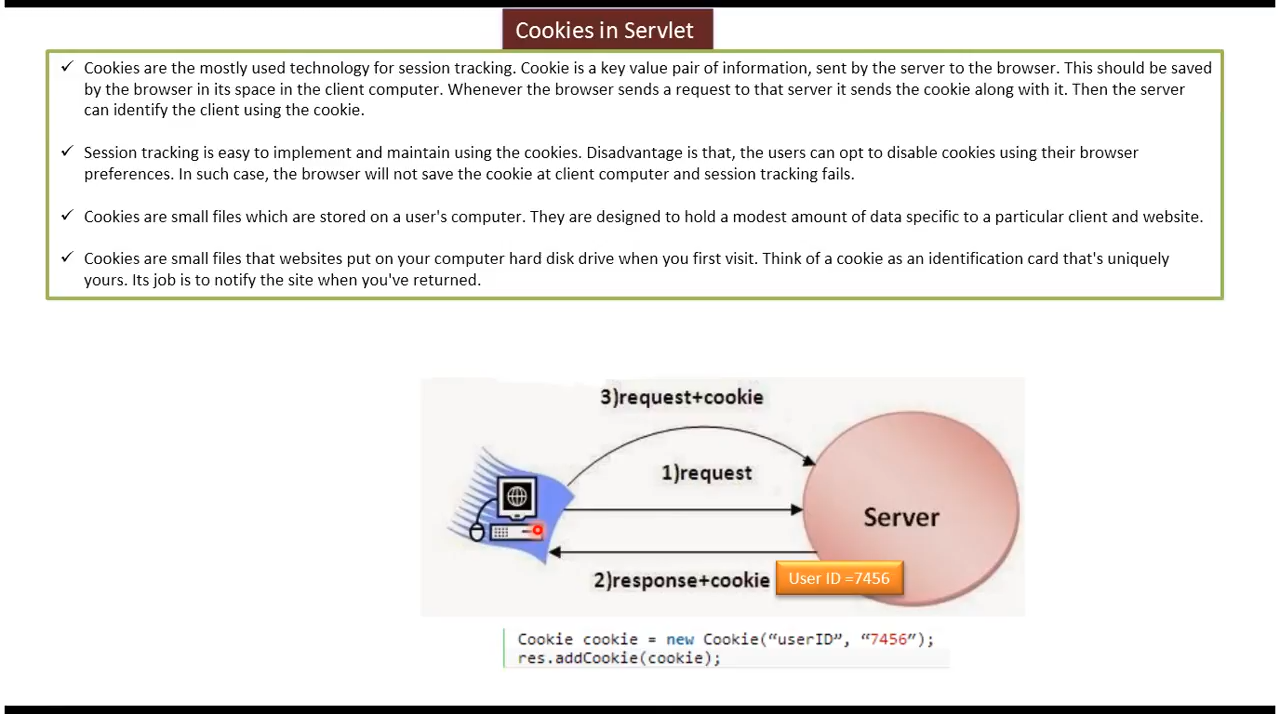 Cookies in Servlet
✓ Cookies are the mostly used technology for session tracking. Cookie is a key value pair of information, sent by the server to the browser. This should be saved
by the browser in its space in the client computer. Whenever the browser sends a request to that server it sends the cookie along with it. Then the server
can identify the client using the cookie.
✓ Session tracking is easy to implement and maintain using the cookies. Disadvantage is that, the users can opt to disable cookies using their browser
preferences. In such case, the browser will not save the cookie at client computer and session tracking fails.
✓ Cookies are small files which are stored on a user's computer. They are designed to hold a modest amount of data specific to a particular client and website.
✓ Cookies are small files that websites put on your computer hard disk drive when you first visit. Think of a cookie as an identification card that's uniquely
yours. Its job is to notify the site when you've returned.
3)request+cookie
1)request
Server
2)response+cookie
User ID =7456
Cookie cookie = new Cookie(“userID”, “7456”);
res.addCookie(cookie);